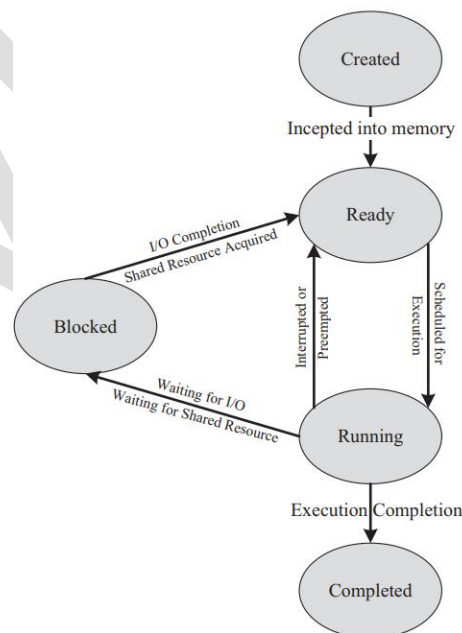 Created
Incepted into memory
Ready
I/O Completion
Shared Resource Acquired
Interrupted or
Preempted
Scheduled for
Execution
Blocked
Waiting for I/O
Waiting for Shared Resource
Running
Execution Completion
Completed